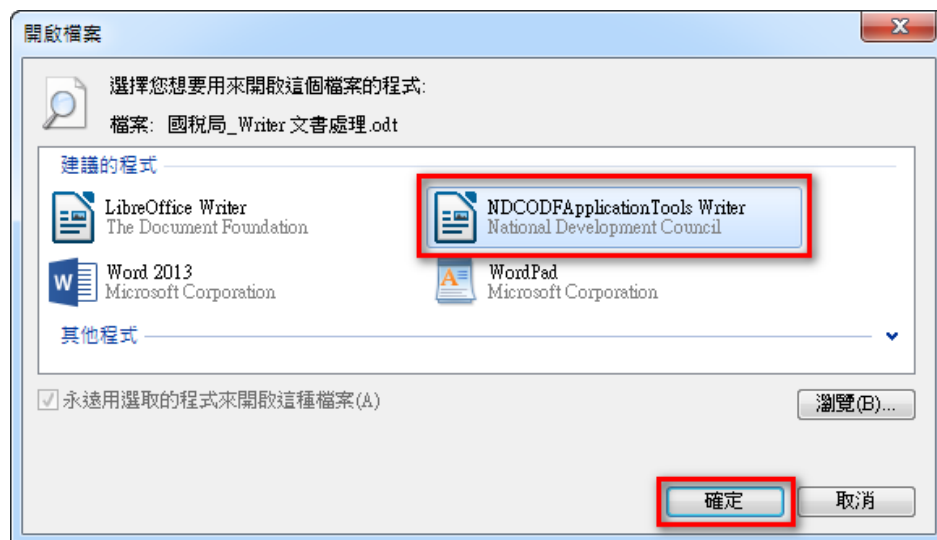 開啟檔案
選擇您想要用來開啟這個檔案的程式:
檔案: 國稅局_Writer 文書處理.odt
建議的程式
LibreOffice Writer
The Document Foundation
NDCODFApplicationTools Writer
National Development Council
Word 2013
Microsoft Corporation
WordPad
Microsoft Corporation
其他程式
永遠用選取的程式來開啟這種檔案(A)
瀏覽(B)...
確定
取消